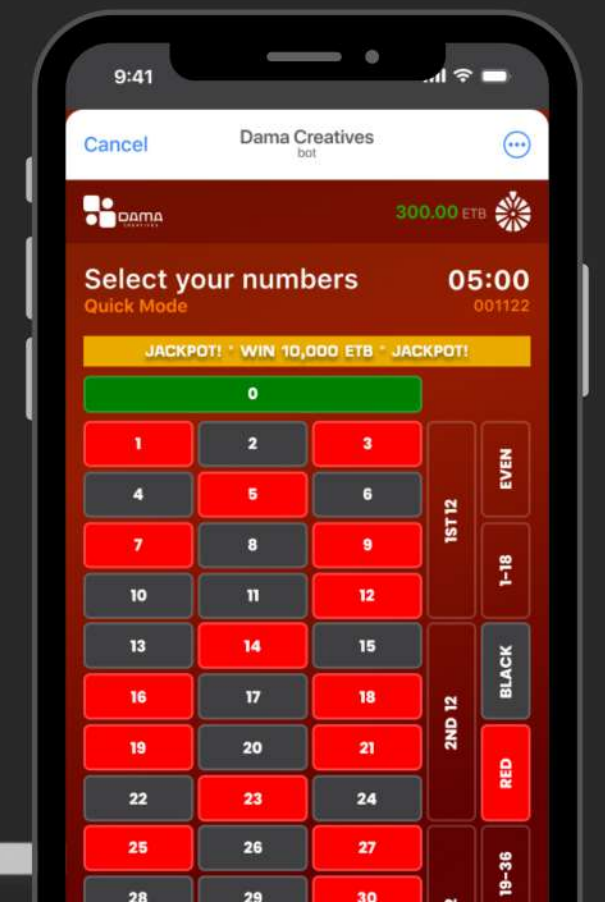 9:41
Cancel
Dama Creatives
bot
DAMA
CREATIVES
300.00 ETB
Select your numbers
05:00
Quick Mode
001122
JACKPOT! * WIN 10,000 ETB * JACKPOT!
0
1 2 3
4 5 6
7 8 9
10 11 12
1ST 12
EVEN
1-18
13 14 15
16 17 18
19 20 21
22 23 24
2ND 12
BLACK
RED
25 26 27
28 29 30
19-36